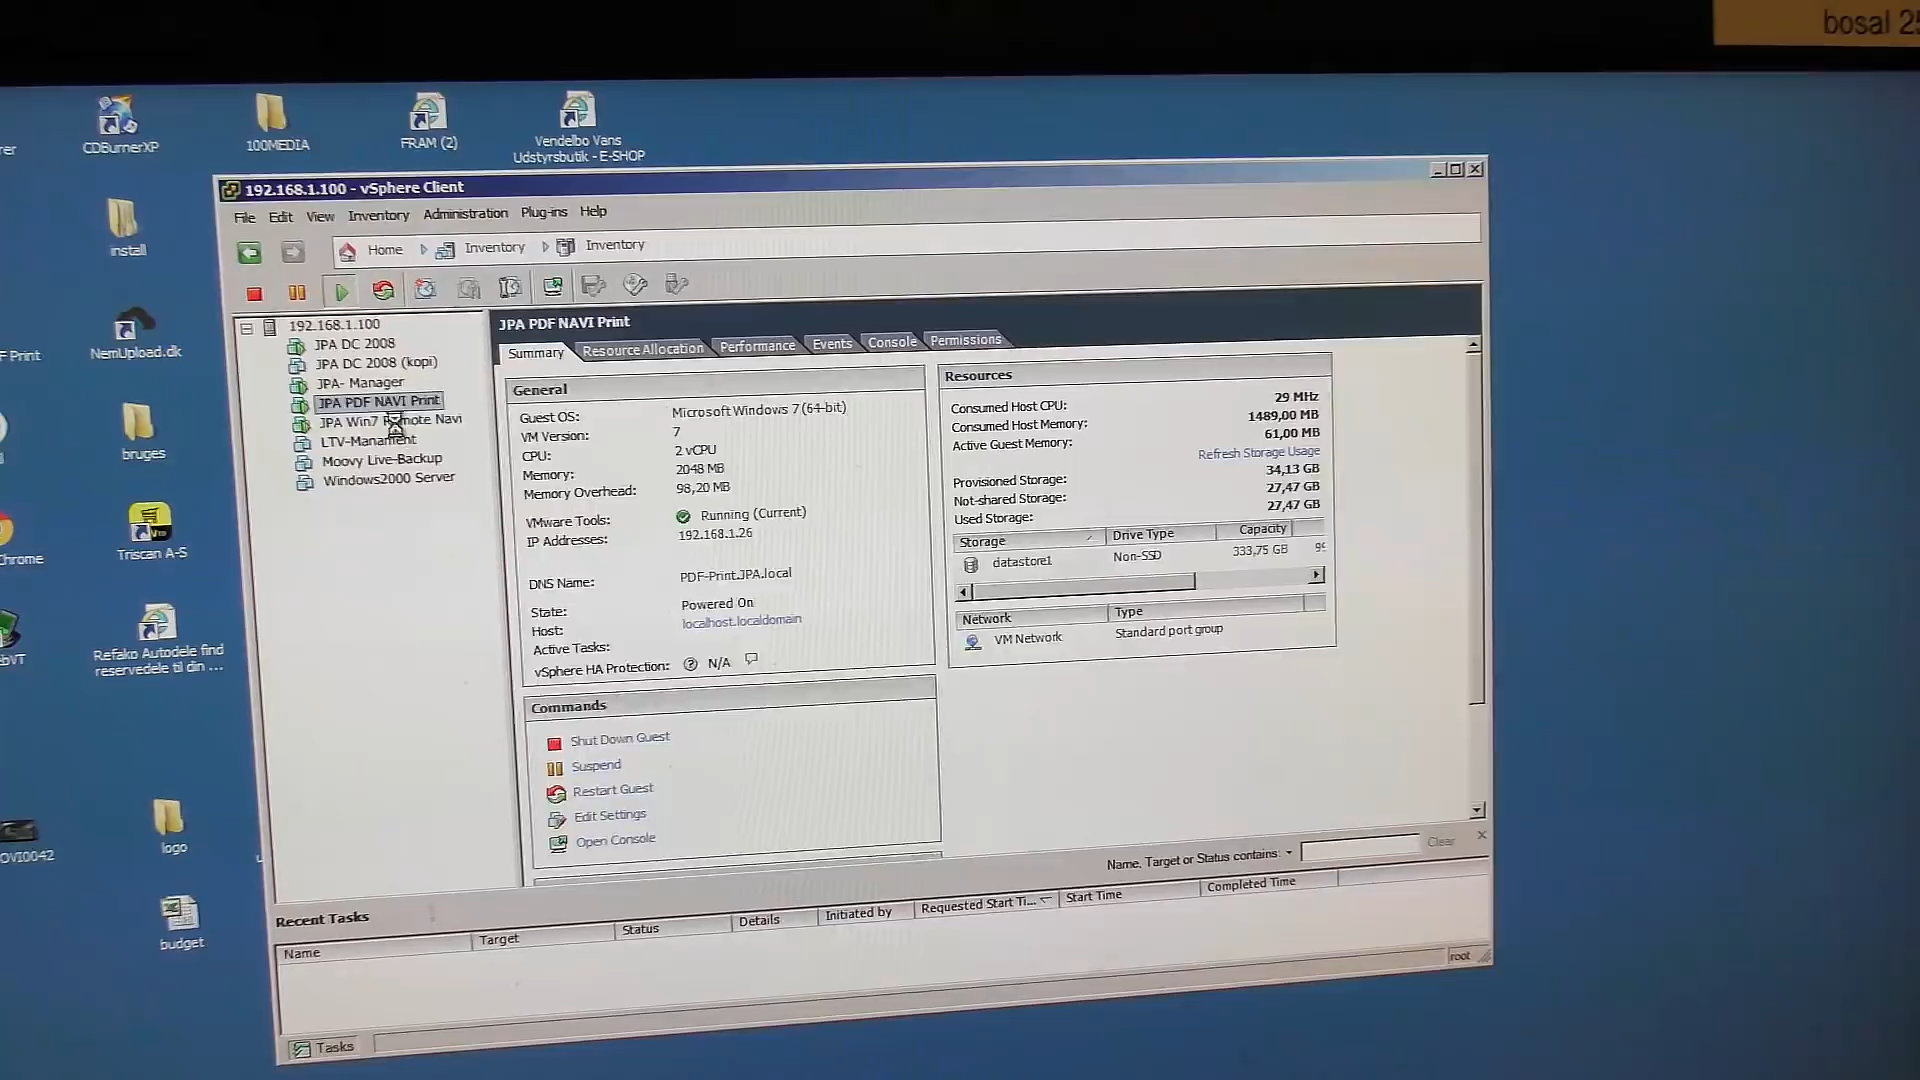 bosal 25
rer
CDBurnerXP
100MEDIA
FRAM (2)
Vendelbo Vans
Udstyrsbutik - E-SHOP
install
NemUpload.dk
F Print
bruges
Chrome
Triscan A-S
bVT
Refako Autodele find
reservedele til din ...
OVI0042
logo
budget
192.168.1.100 - vSphere Client
File Edit View Inventory Administration Plug-ins Help
Home Inventory Inventory
192.168.1.100
JPA DC 2008
JPA DC 2008 (kopi)
JPA- Manager
JPA PDF NAVI Print
JPA Win7 Remote Navi
LTV-Manament
Moovy Live-Backup
Windows2000 Server
JPA PDF NAVI Print
Summary Resource Allocation Performance Events Console Permissions
General
Guest OS: Microsoft Windows 7 (64-bit)
VM Version: 7
CPU: 2 vCPU
Memory: 2048 MB
Memory Overhead: 98,20 MB
VMware Tools: Running (Current)
IP Addresses: 192.168.1.26
DNS Name: PDF-Print.JPA.local
State: Powered On
Host: localhost.localdomain
Active Tasks:
vSphere HA Protection: N/A
Commands
Shut Down Guest
Suspend
Restart Guest
Edit Settings
Open Console
Resources
Consumed Host CPU: 29 MHz
Consumed Host Memory: 1489,00 MB
Active Guest Memory: 61,00 MB
Refresh Storage Usage
Provisioned Storage: 34,13 GB
Not-shared Storage: 27,47 GB
Used Storage: 27,47 GB
Storage Drive Type Capacity
datastore1 Non-SSD 333,75 GB
Network Type
VM Network Standard port group
Name, Target or Status contains: Clear
Recent Tasks
Name Target Status Details Initiated by Requested Start Ti... Start Time Completed Time
Tasks
root